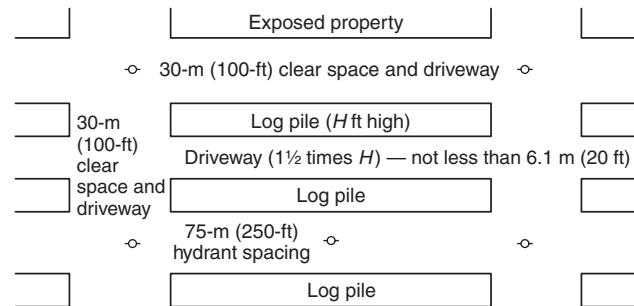 Exposed property
30-m (100-ft) clear space and driveway
30-m
(100-ft)
clear
space and
driveway
Log pile (H ft high)
Driveway (1½ times H) — not less than 6.1 m (20 ft)
Log pile
75-m (250-ft)
hydrant spacing
Log pile